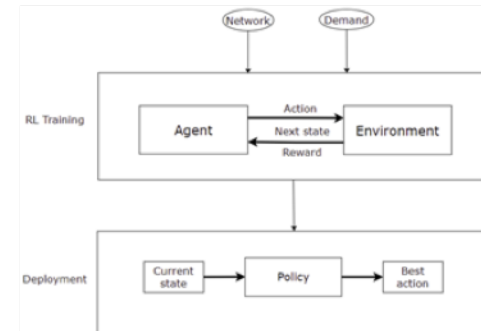 Network
Demand
RL Training
Agent
Action
Next state
Reward
Environment
Deployment
Current
state
Policy
Best
action